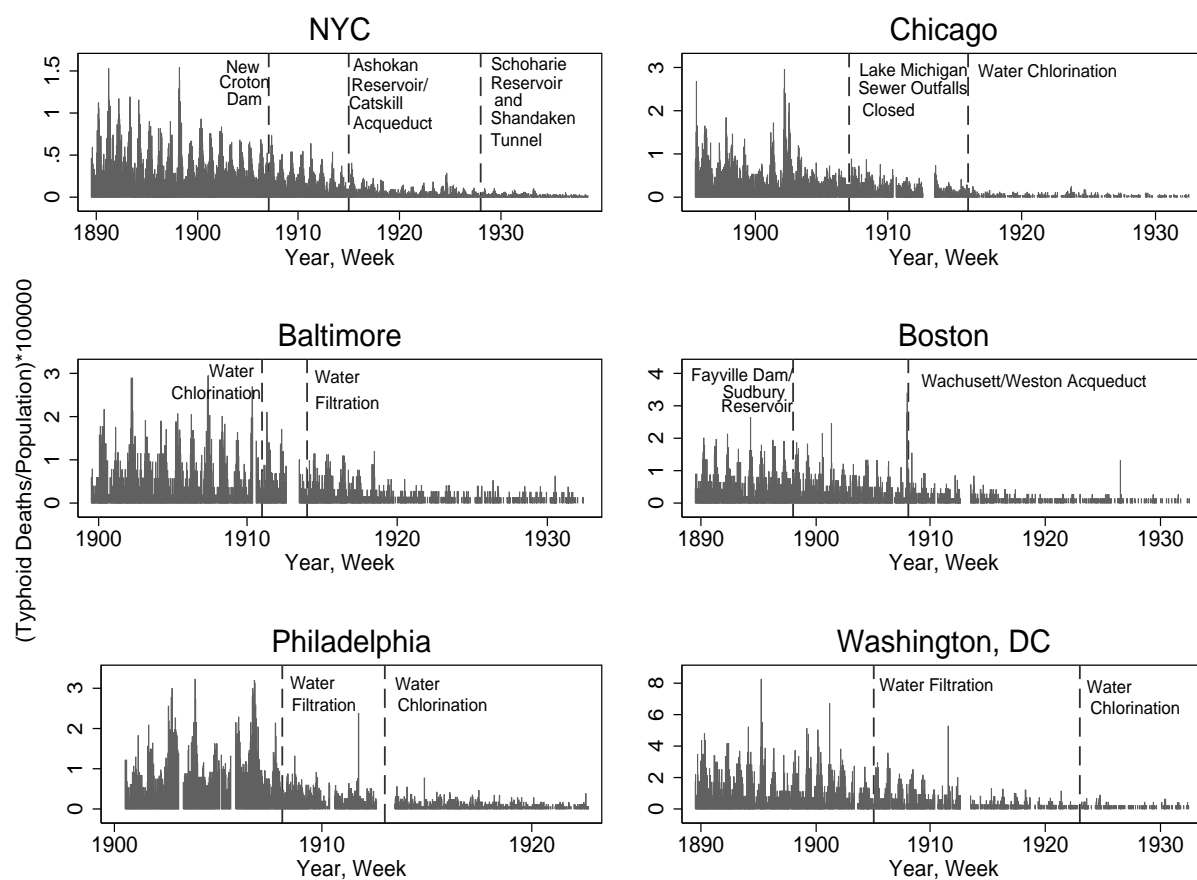 (Typhoid Deaths/Population)*100000
NYC
New
Croton
Dam
Ashokan
Reservoir/
Catskill
Acqueduct
Schoharie
Reservoir
and
Shandaken
Tunnel
0
.5
1
1.5
1890 1900 1910 1920 1930
Year, Week
Chicago
Lake Michigan
Sewer Outfalls
Closed
Water Chlorination
0
1
2
3
1900 1910 1920 1930
Year, Week
Baltimore
Water
Chlorination
Water
Filtration
0
1
2
3
1900 1910 1920 1930
Year, Week
Boston
Fayville Dam/
Sudbury
Reservoir
Wachusett/Weston Acqueduct
0
1
2
3
4
1890 1900 1910 1920 1930
Year, Week
Philadelphia
Water
Filtration
Water
Chlorination
0
1
2
3
1900 1910 1920
Year, Week
Washington, DC
Water Filtration
Water
Chlorination
0
2
4
6
8
1890 1900 1910 1920 1930
Year, Week